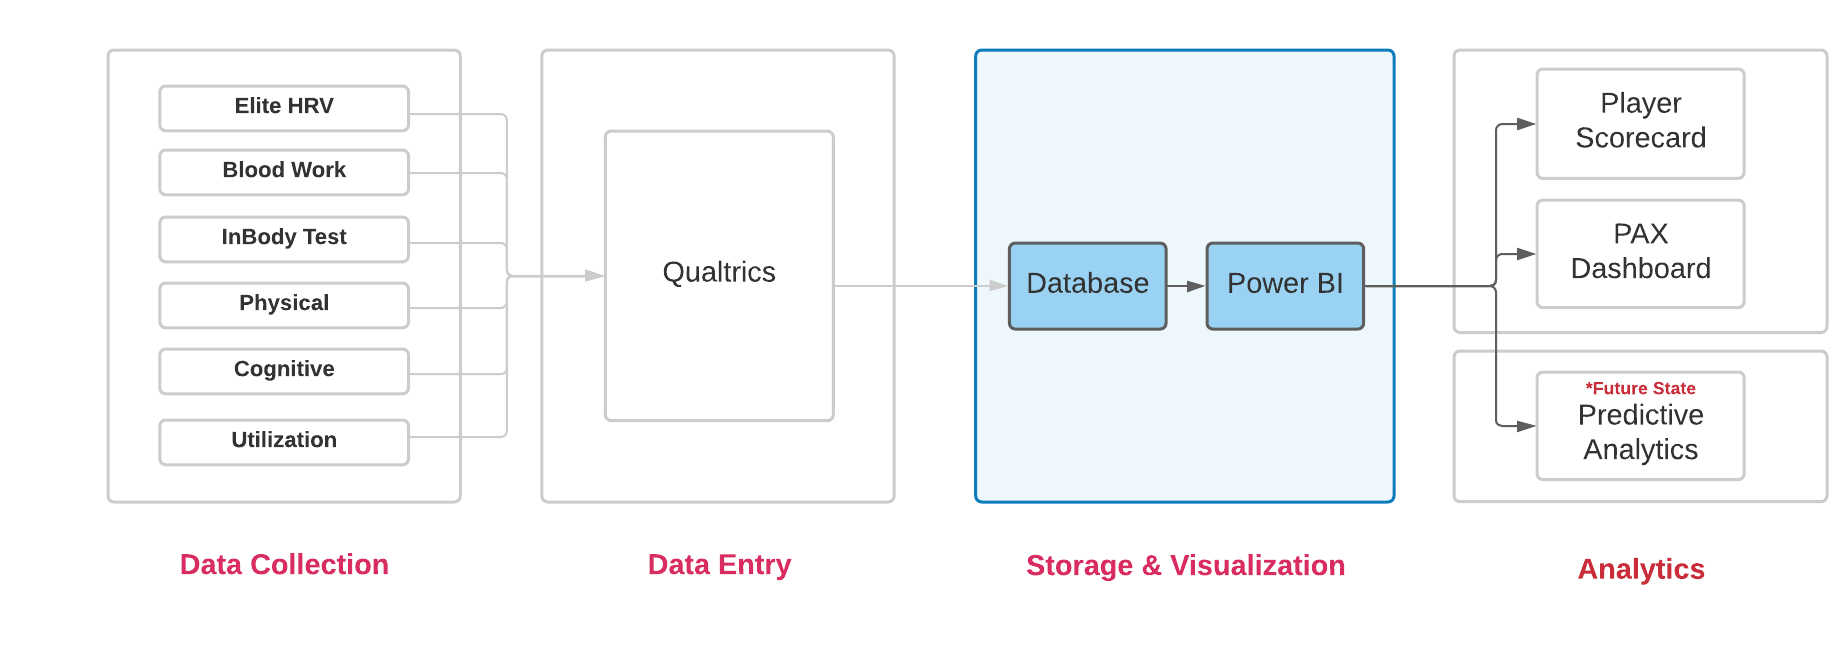 Elite HRV
Blood Work
InBody Test
Physical
Cognitive
Utilization
Data Collection
Qualtrics
Data Entry
Database
Power BI
Storage & Visualization
Player
Scorecard
PAX
Dashboard
*Future State
Predictive
Analytics
Analytics